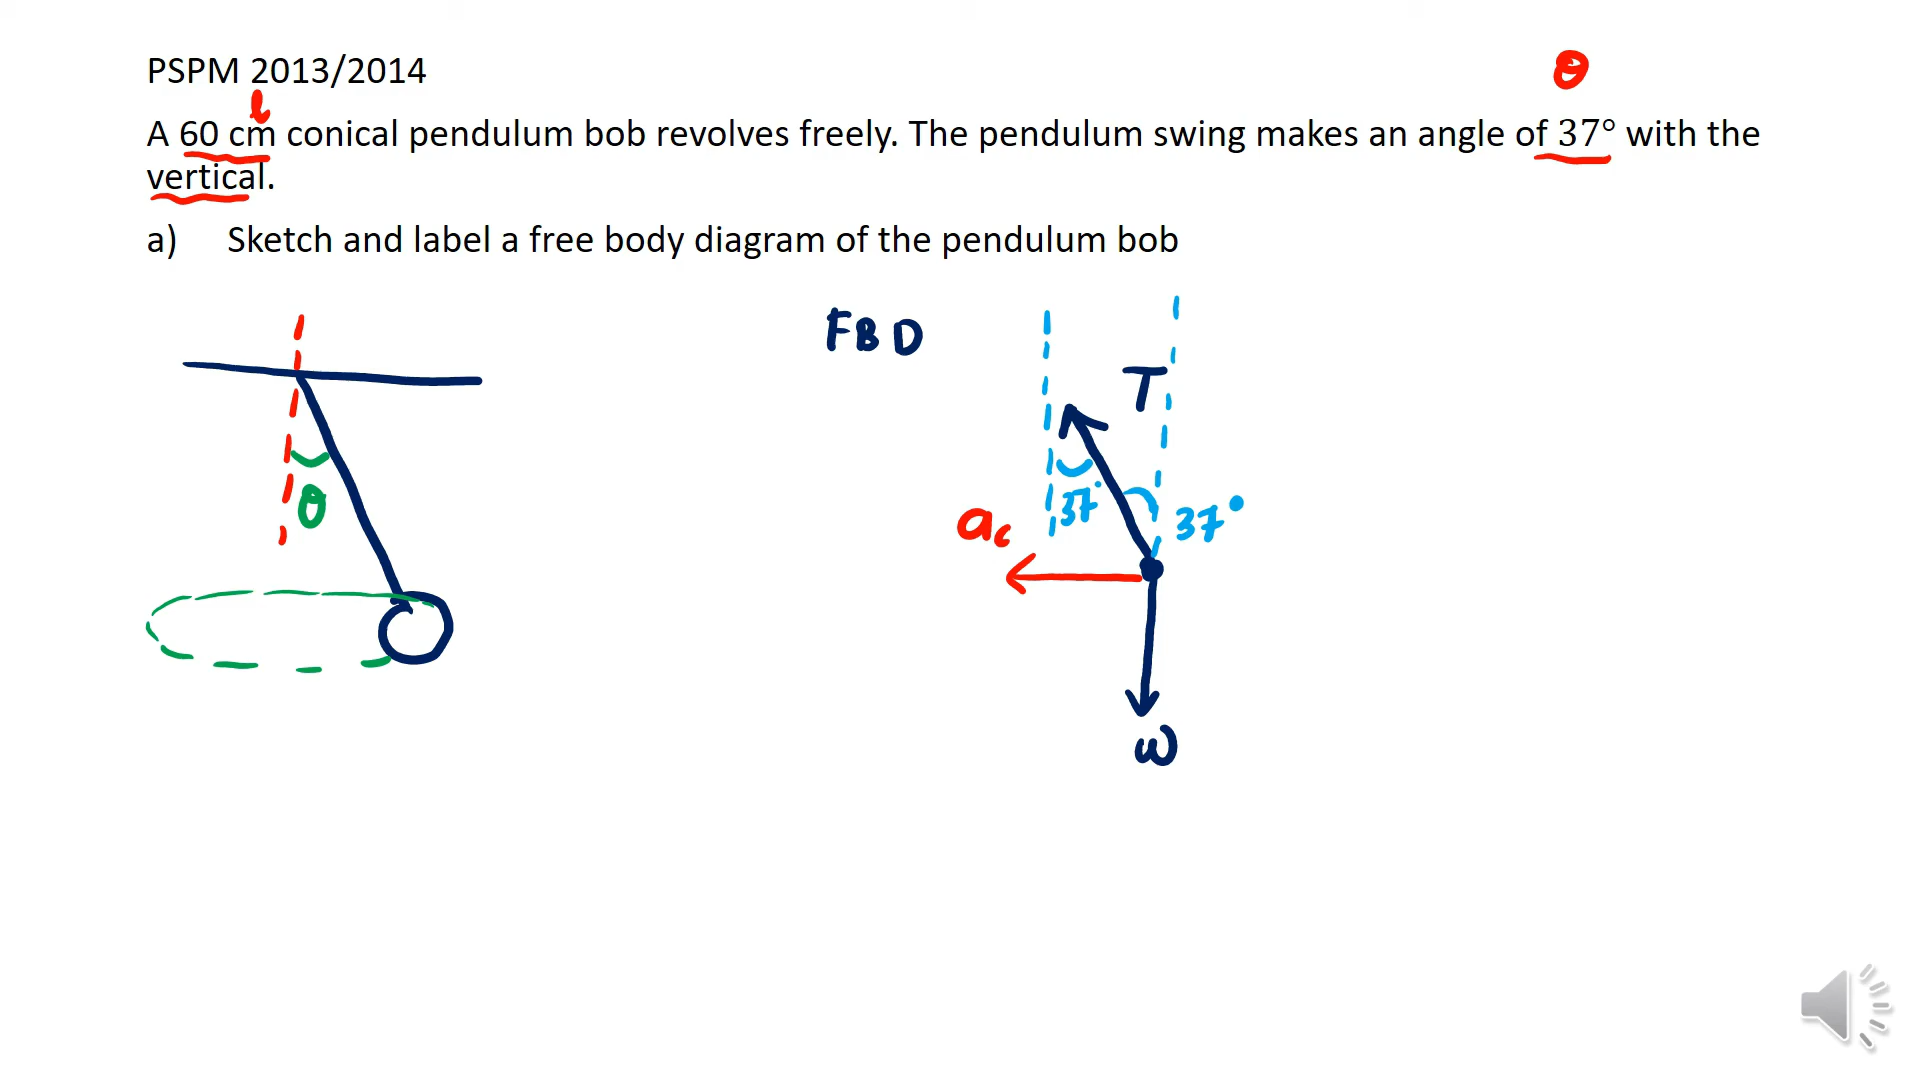 PSPM 2013/2014
θ
l
A 60 cm conical pendulum bob revolves freely. The pendulum swing makes an angle of 37° with the
vertical.
a) Sketch and label a free body diagram of the pendulum bob
FBD
T
θ
37°
37°
ac
W